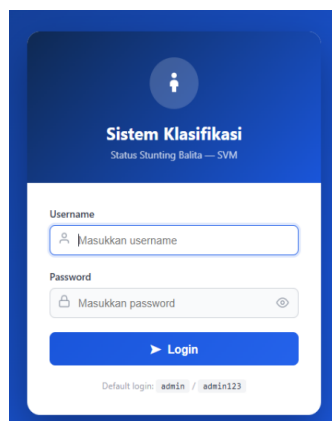 Sistem Klasifikasi
Status Stunting Balita — SVM
Username
Masukkan username
Password
Masukkan password
Login
Default login: admin / admin123